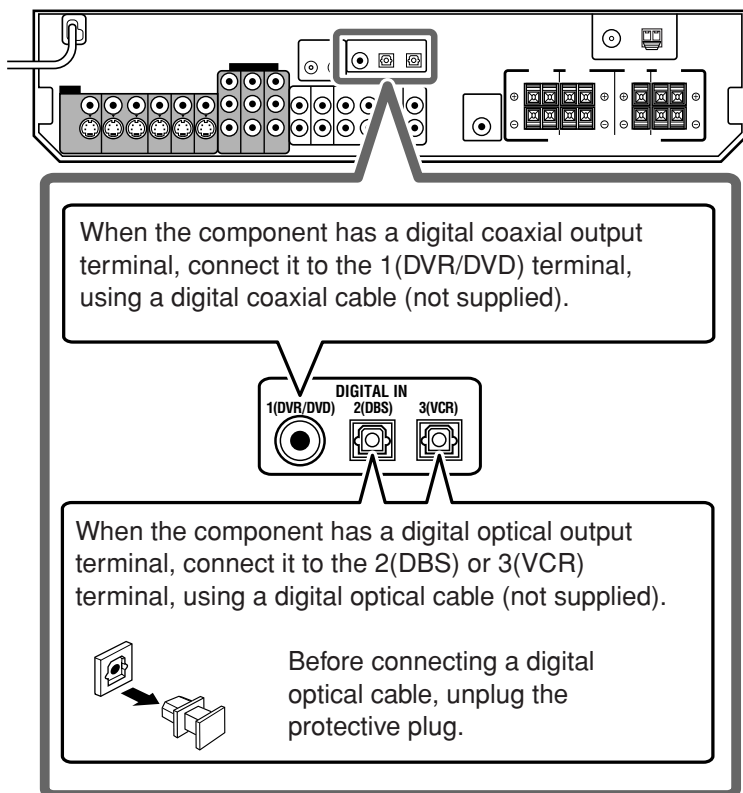 When the component has a digital coaxial output
terminal, connect it to the 1(DVR/DVD) terminal,
using a digital coaxial cable (not supplied).
DIGITAL IN
1(DVR/DVD) 2(DBS) 3(VCR)
When the component has a digital optical output
terminal, connect it to the 2(DBS) or 3(VCR)
terminal, using a digital optical cable (not supplied).
Before connecting a digital
optical cable, unplug the
protective plug.